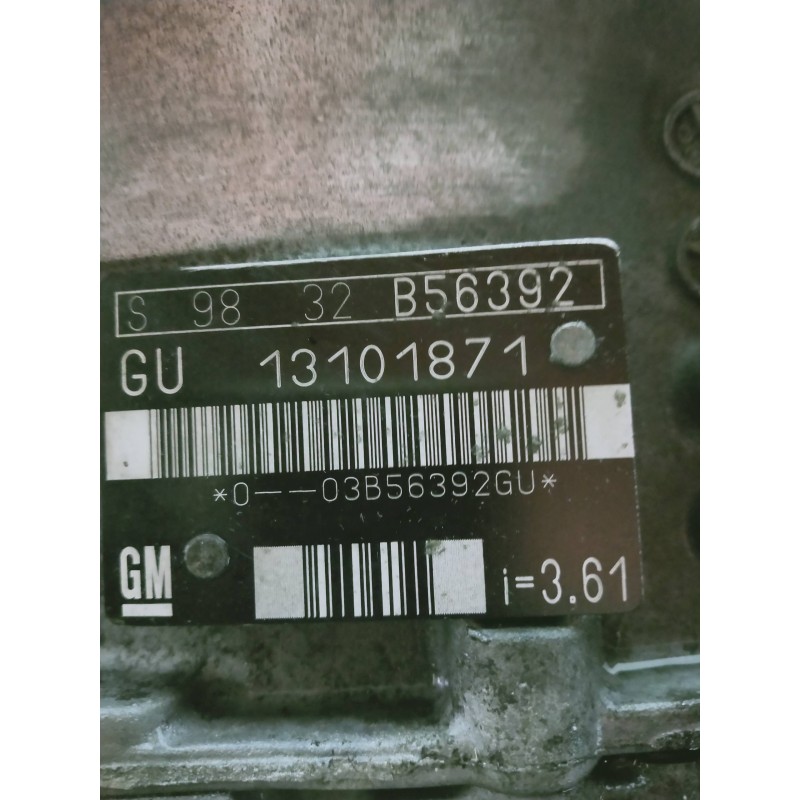 S 98 32 B56392
GU 13101871
*0--03B56392GU*
GM i=3.61